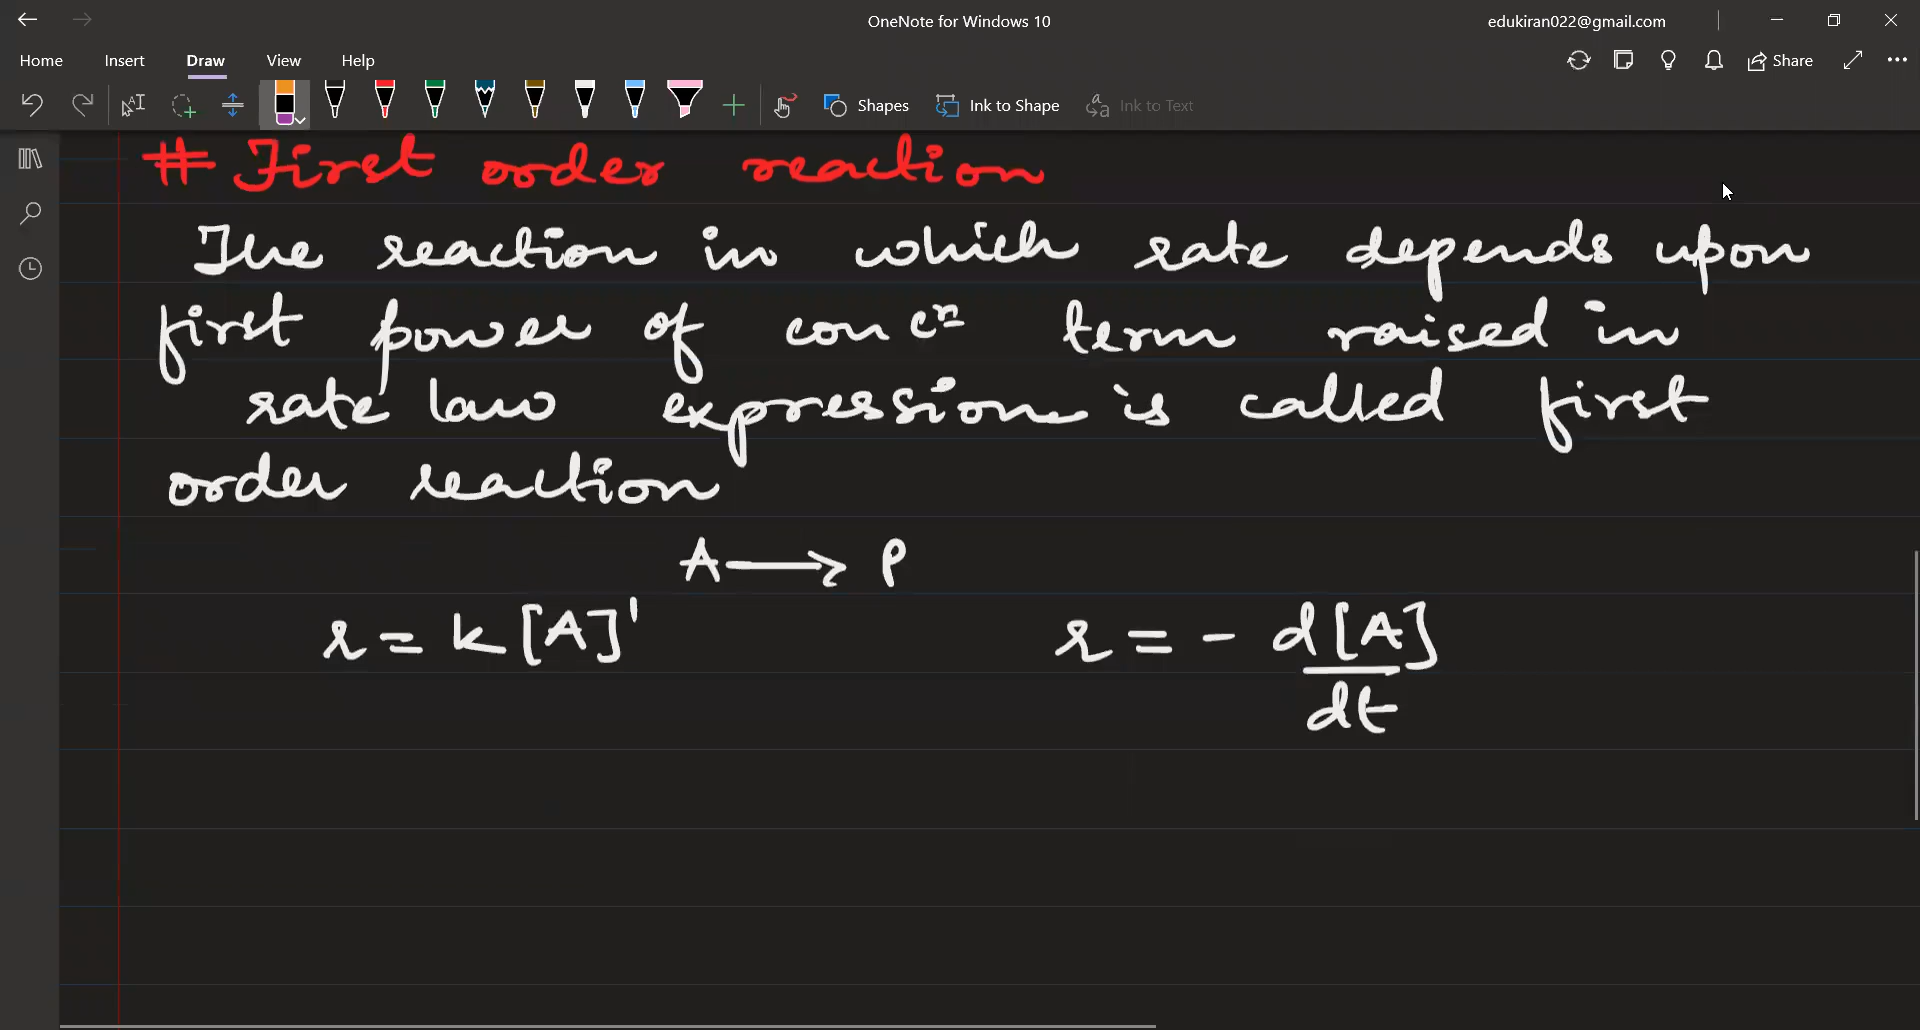 OneNote for Windows 10
edukiran022@gmail.com
Home Insert Draw View Help
Share
Shapes Ink to Shape Ink to Text
# First order reaction
The reaction in which rate depends upon
first power of concⁿ term raised in
rate law expression is called first
order reaction
A → P
r = k [A]¹
r = - d[A]
dt